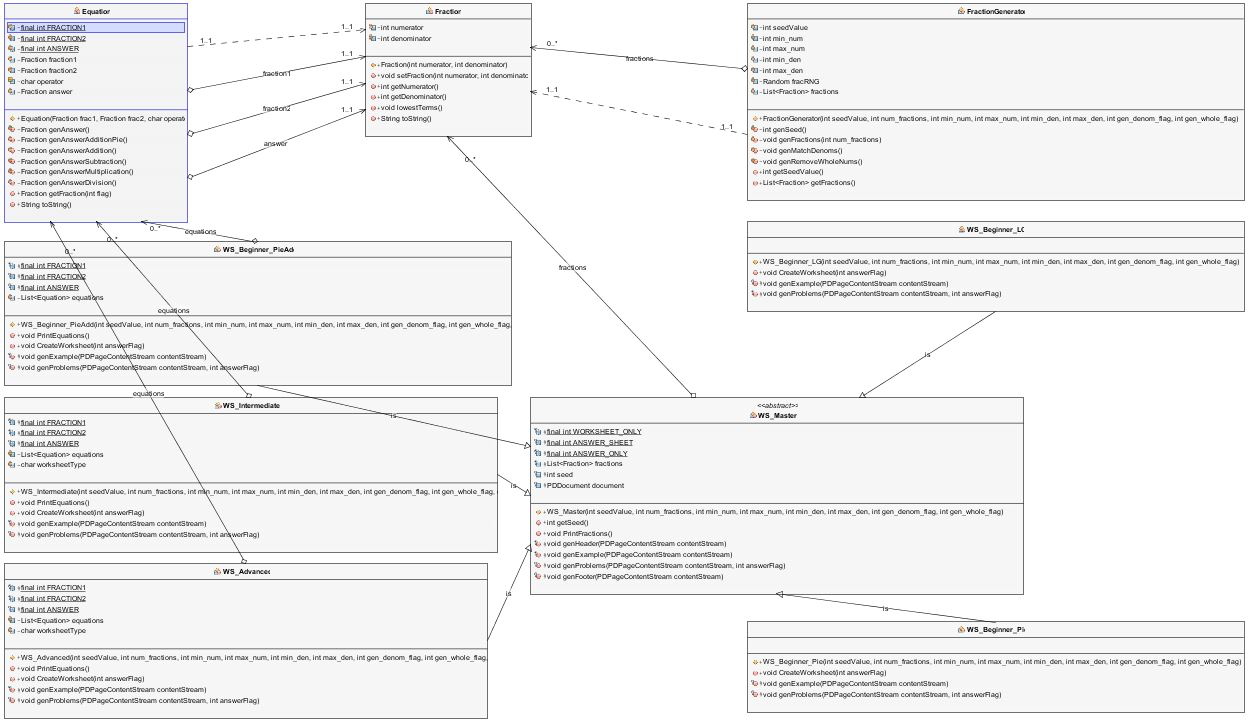 Equation
-final int FRACTION1
-final int FRACTION2
-final int ANSWER
-Fraction fraction1
-Fraction fraction2
-char operator
-Fraction answer
+Equation(Fraction frac1, Fraction frac2, char operato
-Fraction genAnswer()
-Fraction genAnswerAdditionPie()
-Fraction genAnswerAddition()
-Fraction genAnswerSubtraction()
-Fraction genAnswerMultiplication()
-Fraction genAnswerDivision()
+Fraction getFraction(int flag)
+String toString()
1..1
1..1
fraction1
1..1
fraction2
1..1
answer
Fraction
-int numerator
-int denominator
+Fraction(int numerator, int denominator)
+void setFraction(int numerator, int denominatc
+int getNumerator()
+int getDenominator()
+void lowestTerms()
+String toString()
0..*
fractions
1..1
1..1
FractionGenerator
-int seedValue
-int min_num
-int max_num
-int min_den
-int max_den
-Random fracRNG
-List<Fraction> fractions
+FractionGenerator(int seedValue, int num_fractions, int min_num, int max_num, int min_den, int max_den, int gen_denom_flag, int gen_whole_flag)
-int genSeed()
-void genFractions(int num_fractions)
-void genMatchDenoms()
-void genRemoveWholeNums()
+int getSeedValue()
+List<Fraction> getFractions()
0..*
fractions
0..*
equations
0..*
equations
0..*
equations
WS_Beginner_PieAdd
#final int FRACTION1
#final int FRACTION2
#final int ANSWER
-List<Equation> equations
+WS_Beginner_PieAdd(int seedValue, int num_fractions, int min_num, int max_num, int min_den, int max_den, int gen_denom_flag, int gen_whole_flag,
+void PrintEquations()
+void CreateWorksheet(int answerFlag)
#void genExample(PDPageContentStream contentStream)
#void genProblems(PDPageContentStream contentStream, int answerFlag)
is
WS_Beginner_LC
+WS_Beginner_LG(int seedValue, int num_fractions, int min_num, int max_num, int min_den, int max_den, int gen_denom_flag, int gen_whole_flag)
+void CreateWorksheet(int answerFlag)
#void genExample(PDPageContentStream contentStream)
#void genProblems(PDPageContentStream contentStream, int answerFlag)
is
WS_Intermediate
#final int FRACTION1
#final int FRACTION2
#final int ANSWER
-List<Equation> equations
-char worksheetType
+WS_Intermediate(int seedValue, int num_fractions, int min_num, int max_num, int min_den, int max_den, int gen_denom_flag, int gen_whole_flag,
+void PrintEquations()
+void CreateWorksheet(int answerFlag)
#void genExample(PDPageContentStream contentStream)
#void genProblems(PDPageContentStream contentStream, int answerFlag)
is
<<abstract>>
WS_Master
#final int WORKSHEET_ONLY
#final int ANSWER_SHEET
#final int ANSWER_ONLY
#List<Fraction> fractions
#int seed
#PDDocument document
+WS_Master(int seedValue, int num_fractions, int min_num, int max_num, int min_den, int max_den, int gen_denom_flag, int gen_whole_flag)
+int getSeed()
+void PrintFractions()
#void genHeader(PDPageContentStream contentStream)
#void genExample(PDPageContentStream contentStream)
#void genProblems(PDPageContentStream contentStream, int answerFlag)
#void genFooter(PDPageContentStream contentStream)
WS_Advanced
#final int FRACTION1
#final int FRACTION2
#final int ANSWER
-List<Equation> equations
-char worksheetType
+WS_Advanced(int seedValue, int num_fractions, int min_num, int max_num, int min_den, int max_den, int gen_denom_flag, int gen_whole_flag,
+void PrintEquations()
+void CreateWorksheet(int answerFlag)
#void genExample(PDPageContentStream contentStream)
#void genProblems(PDPageContentStream contentStream, int answerFlag)
is
is
WS_Beginner_Pie
+WS_Beginner_Pie(int seedValue, int num_fractions, int min_num, int max_num, int min_den, int max_den, int gen_denom_flag, int gen_whole_flag)
+void CreateWorksheet(int answerFlag)
#void genExample(PDPageContentStream contentStream)
#void genProblems(PDPageContentStream contentStream, int answerFlag)